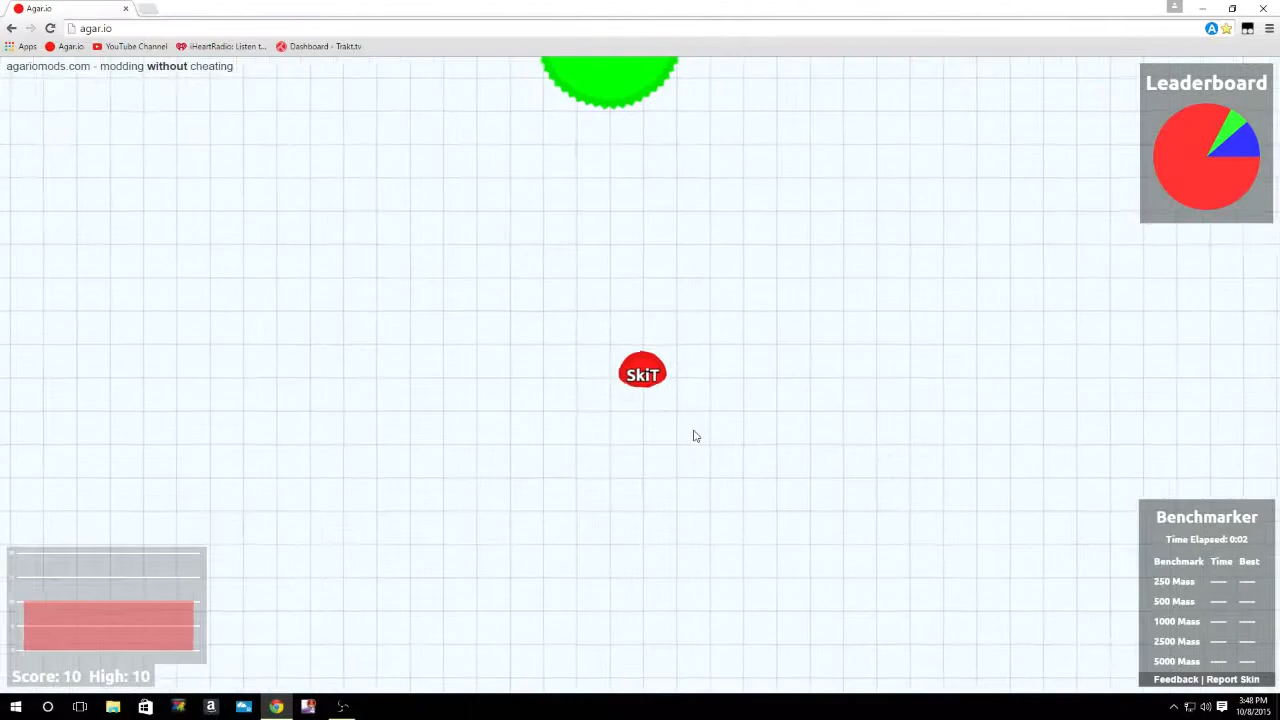 Agar.io
agar.io
Apps Agar.io YouTube Channel iHeartRadio: Listen t... Dashboard - Trakt.tv
agariomods.com - modding without cheating
Leaderboard
SkiT
Benchmarker
Time Elapsed: 0:02
Benchmark Time Best
250 Mass
500 Mass
1000 Mass
2500 Mass
5000 Mass
Feedback | Report Skin
Score: 10 High: 10
3:48 PM
10/8/2015